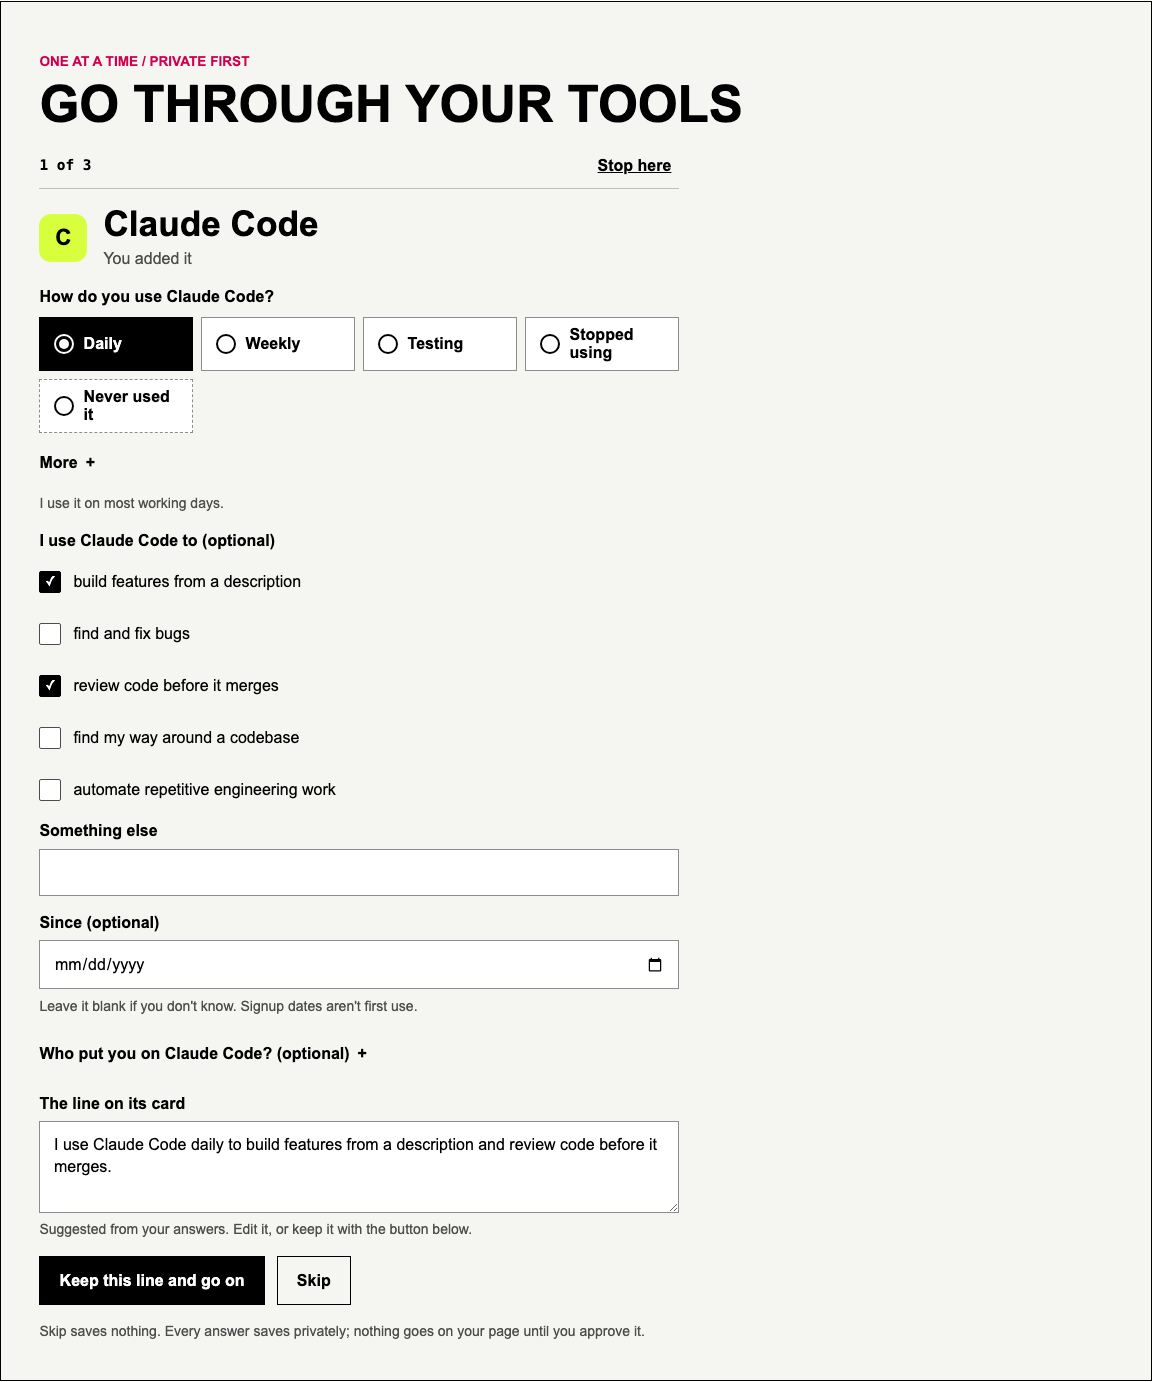 ONE AT A TIME / PRIVATE FIRST
GO THROUGH YOUR TOOLS
1 of 3
Stop here
C
Claude Code
You added it
How do you use Claude Code?
Daily
Weekly
Testing
Stopped
using
Never used
it
More +
I use it on most working days.
I use Claude Code to (optional)
build features from a description
find and fix bugs
review code before it merges
find my way around a codebase
automate repetitive engineering work
Something else
Since (optional)
mm/dd/yyyy
Leave it blank if you don't know. Signup dates aren't first use.
Who put you on Claude Code? (optional) +
The line on its card
I use Claude Code daily to build features from a description and review code before it
merges.
Suggested from your answers. Edit it, or keep it with the button below.
Keep this line and go on
Skip
Skip saves nothing. Every answer saves privately; nothing goes on your page until you approve it.